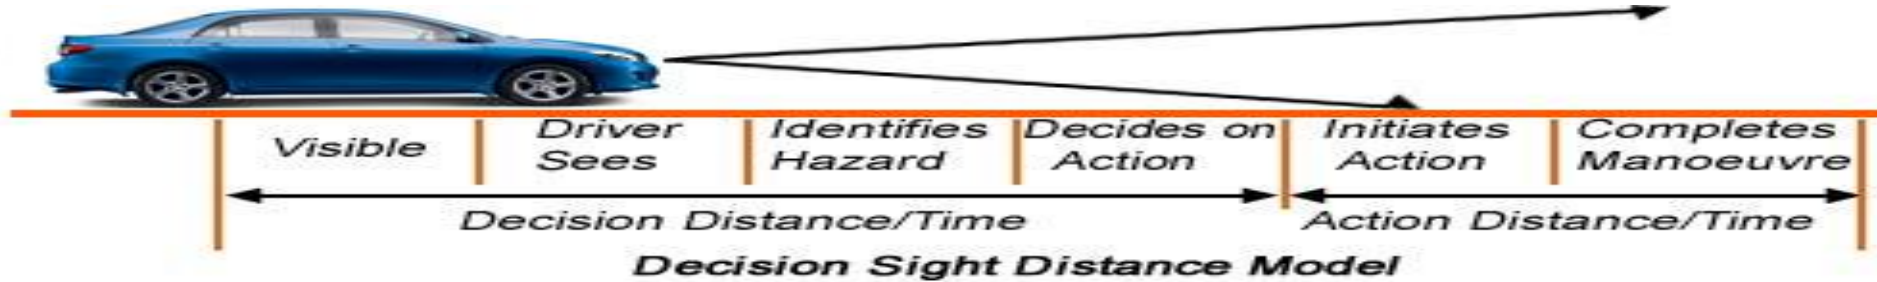 Visible
Driver
Sees
Identifies
Hazard
Decides on
Action
Initiates
Action
Completes
Manoeuvre
Decision Distance/Time
Action Distance/Time
Decision Sight Distance Model